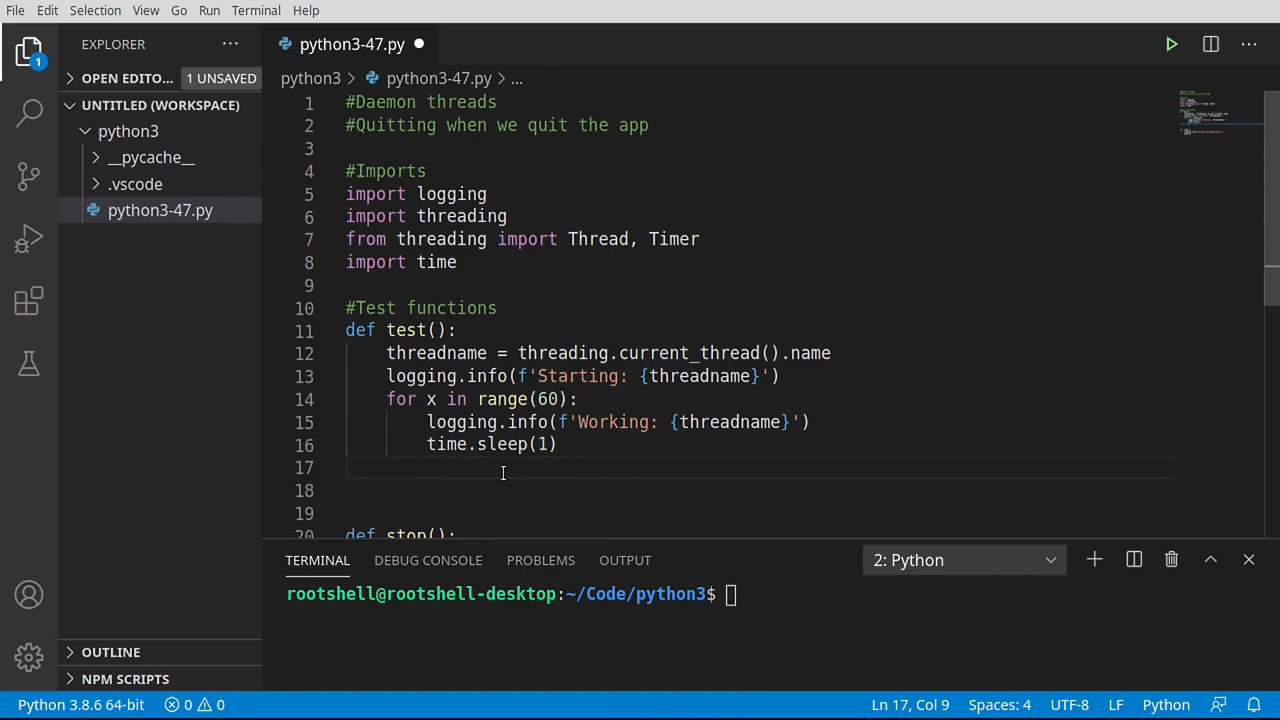 File Edit Selection View Go Run Terminal Help
EXPLORER
OPEN EDITO... 1 UNSAVED
UNTITLED (WORKSPACE)
python3
__pycache__
.vscode
python3-47.py
OUTLINE
NPM SCRIPTS
1
python3-47.py
python3 > python3-47.py > ...
1 #Daemon threads
2 #Quitting when we quit the app
3
4 #Imports
5 import logging
6 import threading
7 from threading import Thread, Timer
8 import time
9
10 #Test functions
11 def test():
12 threadname = threading.current_thread().name
13 logging.info(f'Starting: {threadname}')
14 for x in range(60):
15 logging.info(f'Working: {threadname}')
16 time.sleep(1)
17
18
19
20 def stop():
TERMINAL DEBUG CONSOLE PROBLEMS OUTPUT 2: Python
rootshell@rootshell-desktop:~/Code/python3$
Python 3.8.6 64-bit 0 0 Ln 17, Col 9 Spaces: 4 UTF-8 LF Python